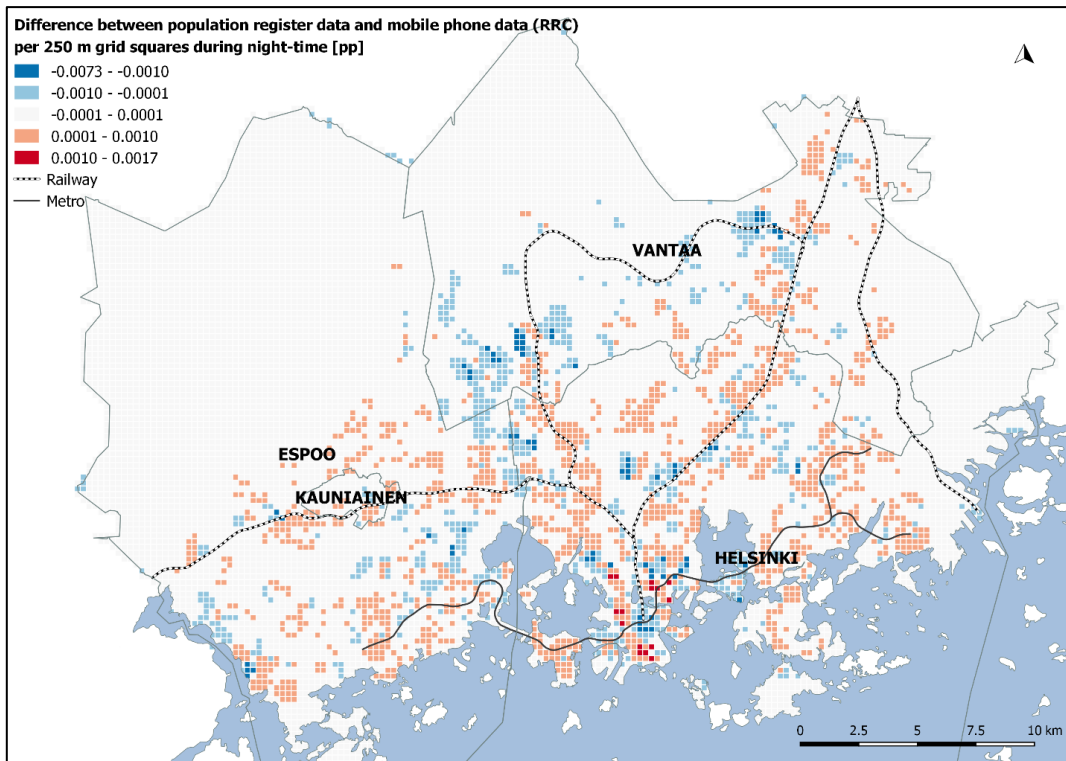 Difference between population register data and mobile phone data (RRC)
per 250 m grid squares during night-time [pp]
-0.0073 - -0.0010
-0.0010 - -0.0001
-0.0001 - 0.0001
0.0001 - 0.0010
0.0010 - 0.0017
Railway
Metro
VANTAA
ESPOO
KAUNIAINEN
HELSINKI
0 2.5 5 7.5 10 km